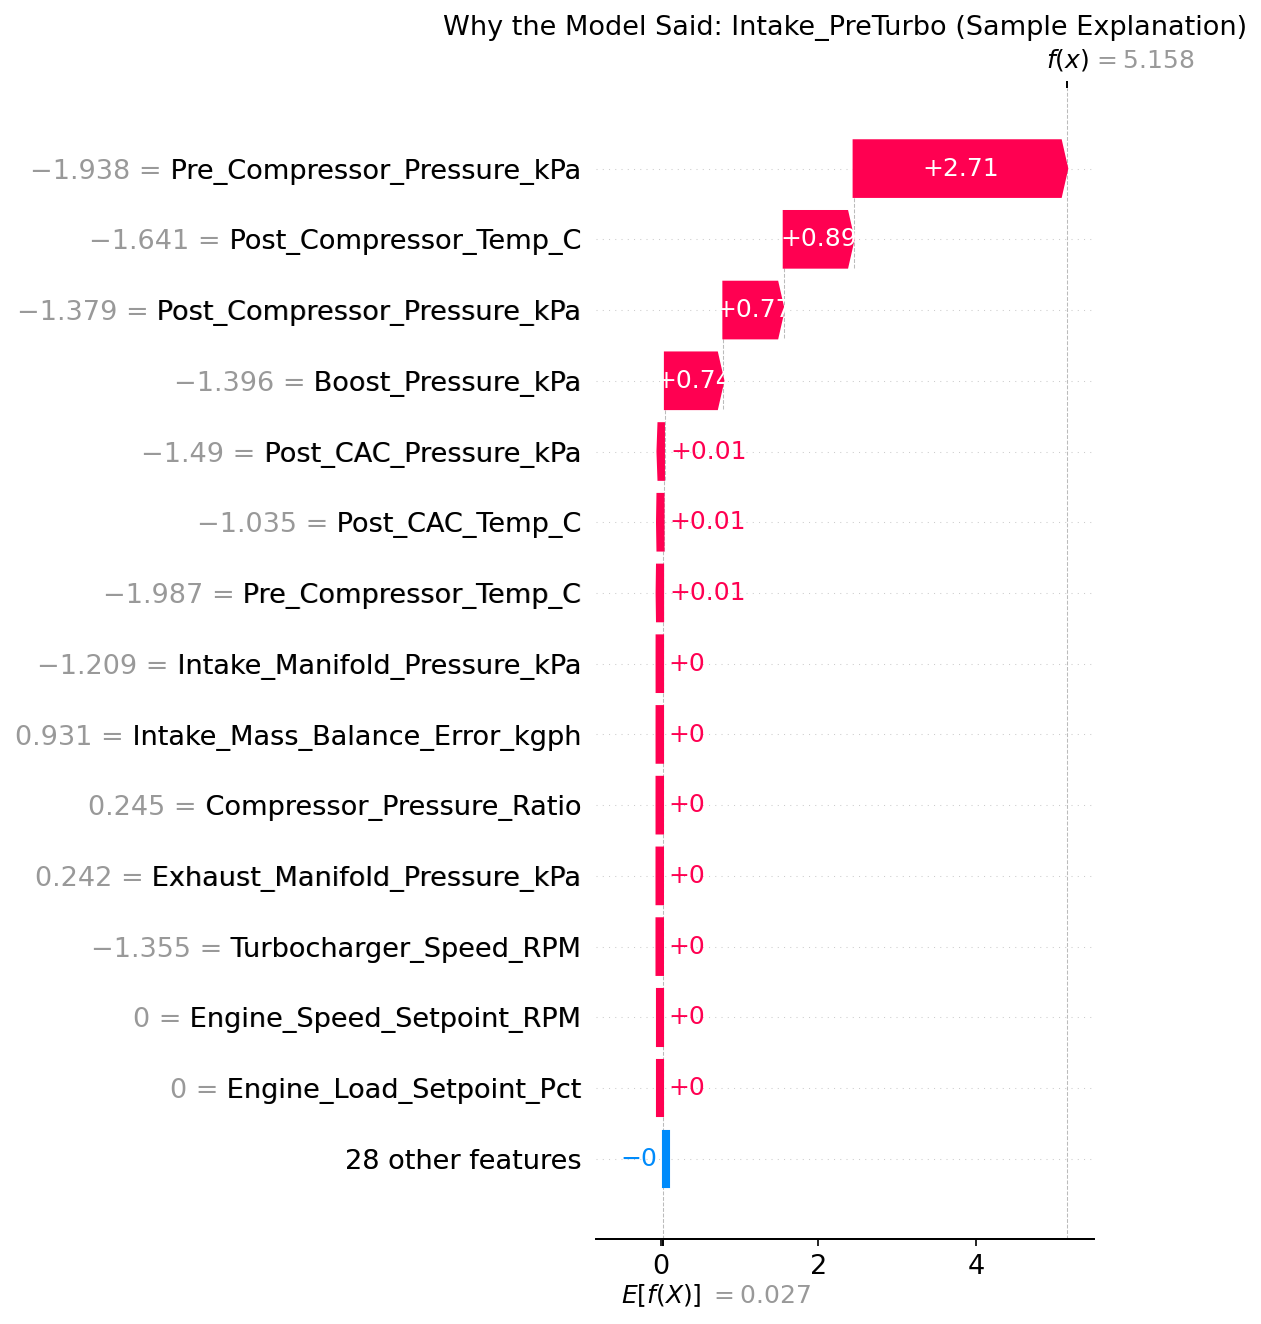 Why the Model Said: Intake_PreTurbo (Sample Explanation)
f(x) = 5.158
−1.938 = Pre_Compressor_Pressure_kPa +2.71
−1.641 = Post_Compressor_Temp_C +0.89
−1.379 = Post_Compressor_Pressure_kPa +0.77
−1.396 = Boost_Pressure_kPa +0.74
−1.49 = Post_CAC_Pressure_kPa +0.01
−1.035 = Post_CAC_Temp_C +0.01
−1.987 = Pre_Compressor_Temp_C +0.01
−1.209 = Intake_Manifold_Pressure_kPa +0
0.931 = Intake_Mass_Balance_Error_kgph +0
0.245 = Compressor_Pressure_Ratio +0
0.242 = Exhaust_Manifold_Pressure_kPa +0
−1.355 = Turbocharger_Speed_RPM +0
0 = Engine_Speed_Setpoint_RPM +0
0 = Engine_Load_Setpoint_Pct +0
28 other features −0
0 2 4
E[f(X)] = 0.027